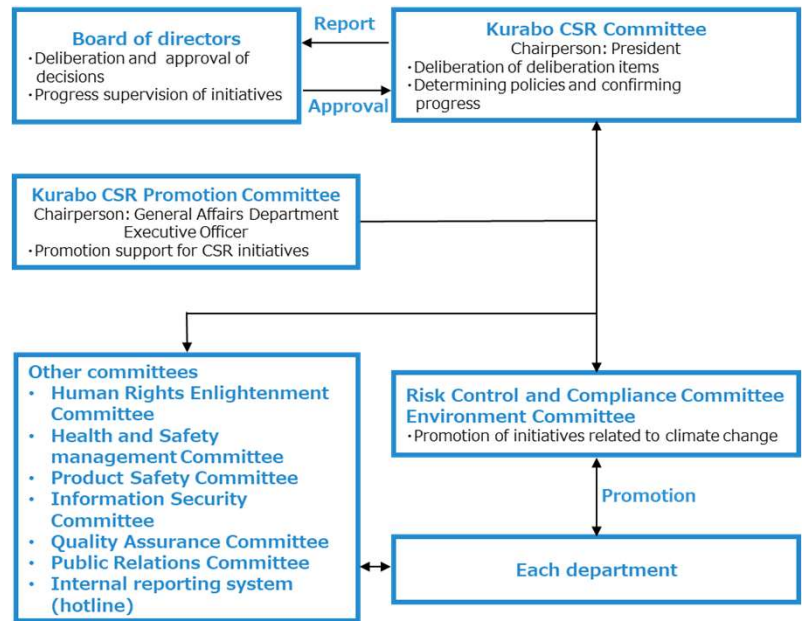 Board of directors
・Deliberation and approval of
decisions
・Progress supervision of initiatives
Report
Approval
Kurabo CSR Committee
Chairperson: President
・Deliberation of deliberation items
・Determining policies and confirming
progress
Kurabo CSR Promotion Committee
Chairperson: General Affairs Department
Executive Officer
・Promotion support for CSR initiatives
Other committees
• Human Rights Enlightenment
Committee
• Health and Safety
management Committee
• Product Safety Committee
• Information Security
Committee
• Quality Assurance Committee
• Public Relations Committee
• Internal reporting system
(hotline)
Risk Control and Compliance Committee
Environment Committee
・Promotion of initiatives related to climate change
Promotion
Each department